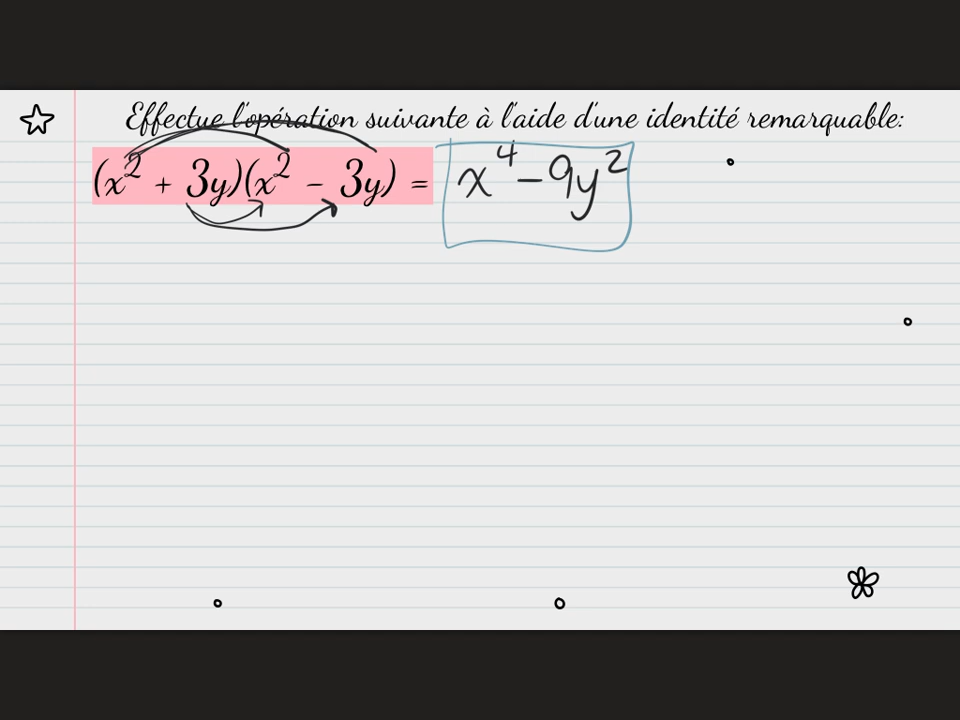 Effectue l'opération suivante à l'aide d'une identité remarquable:
(x² + 3y)(x² - 3y) = x⁴-9y²